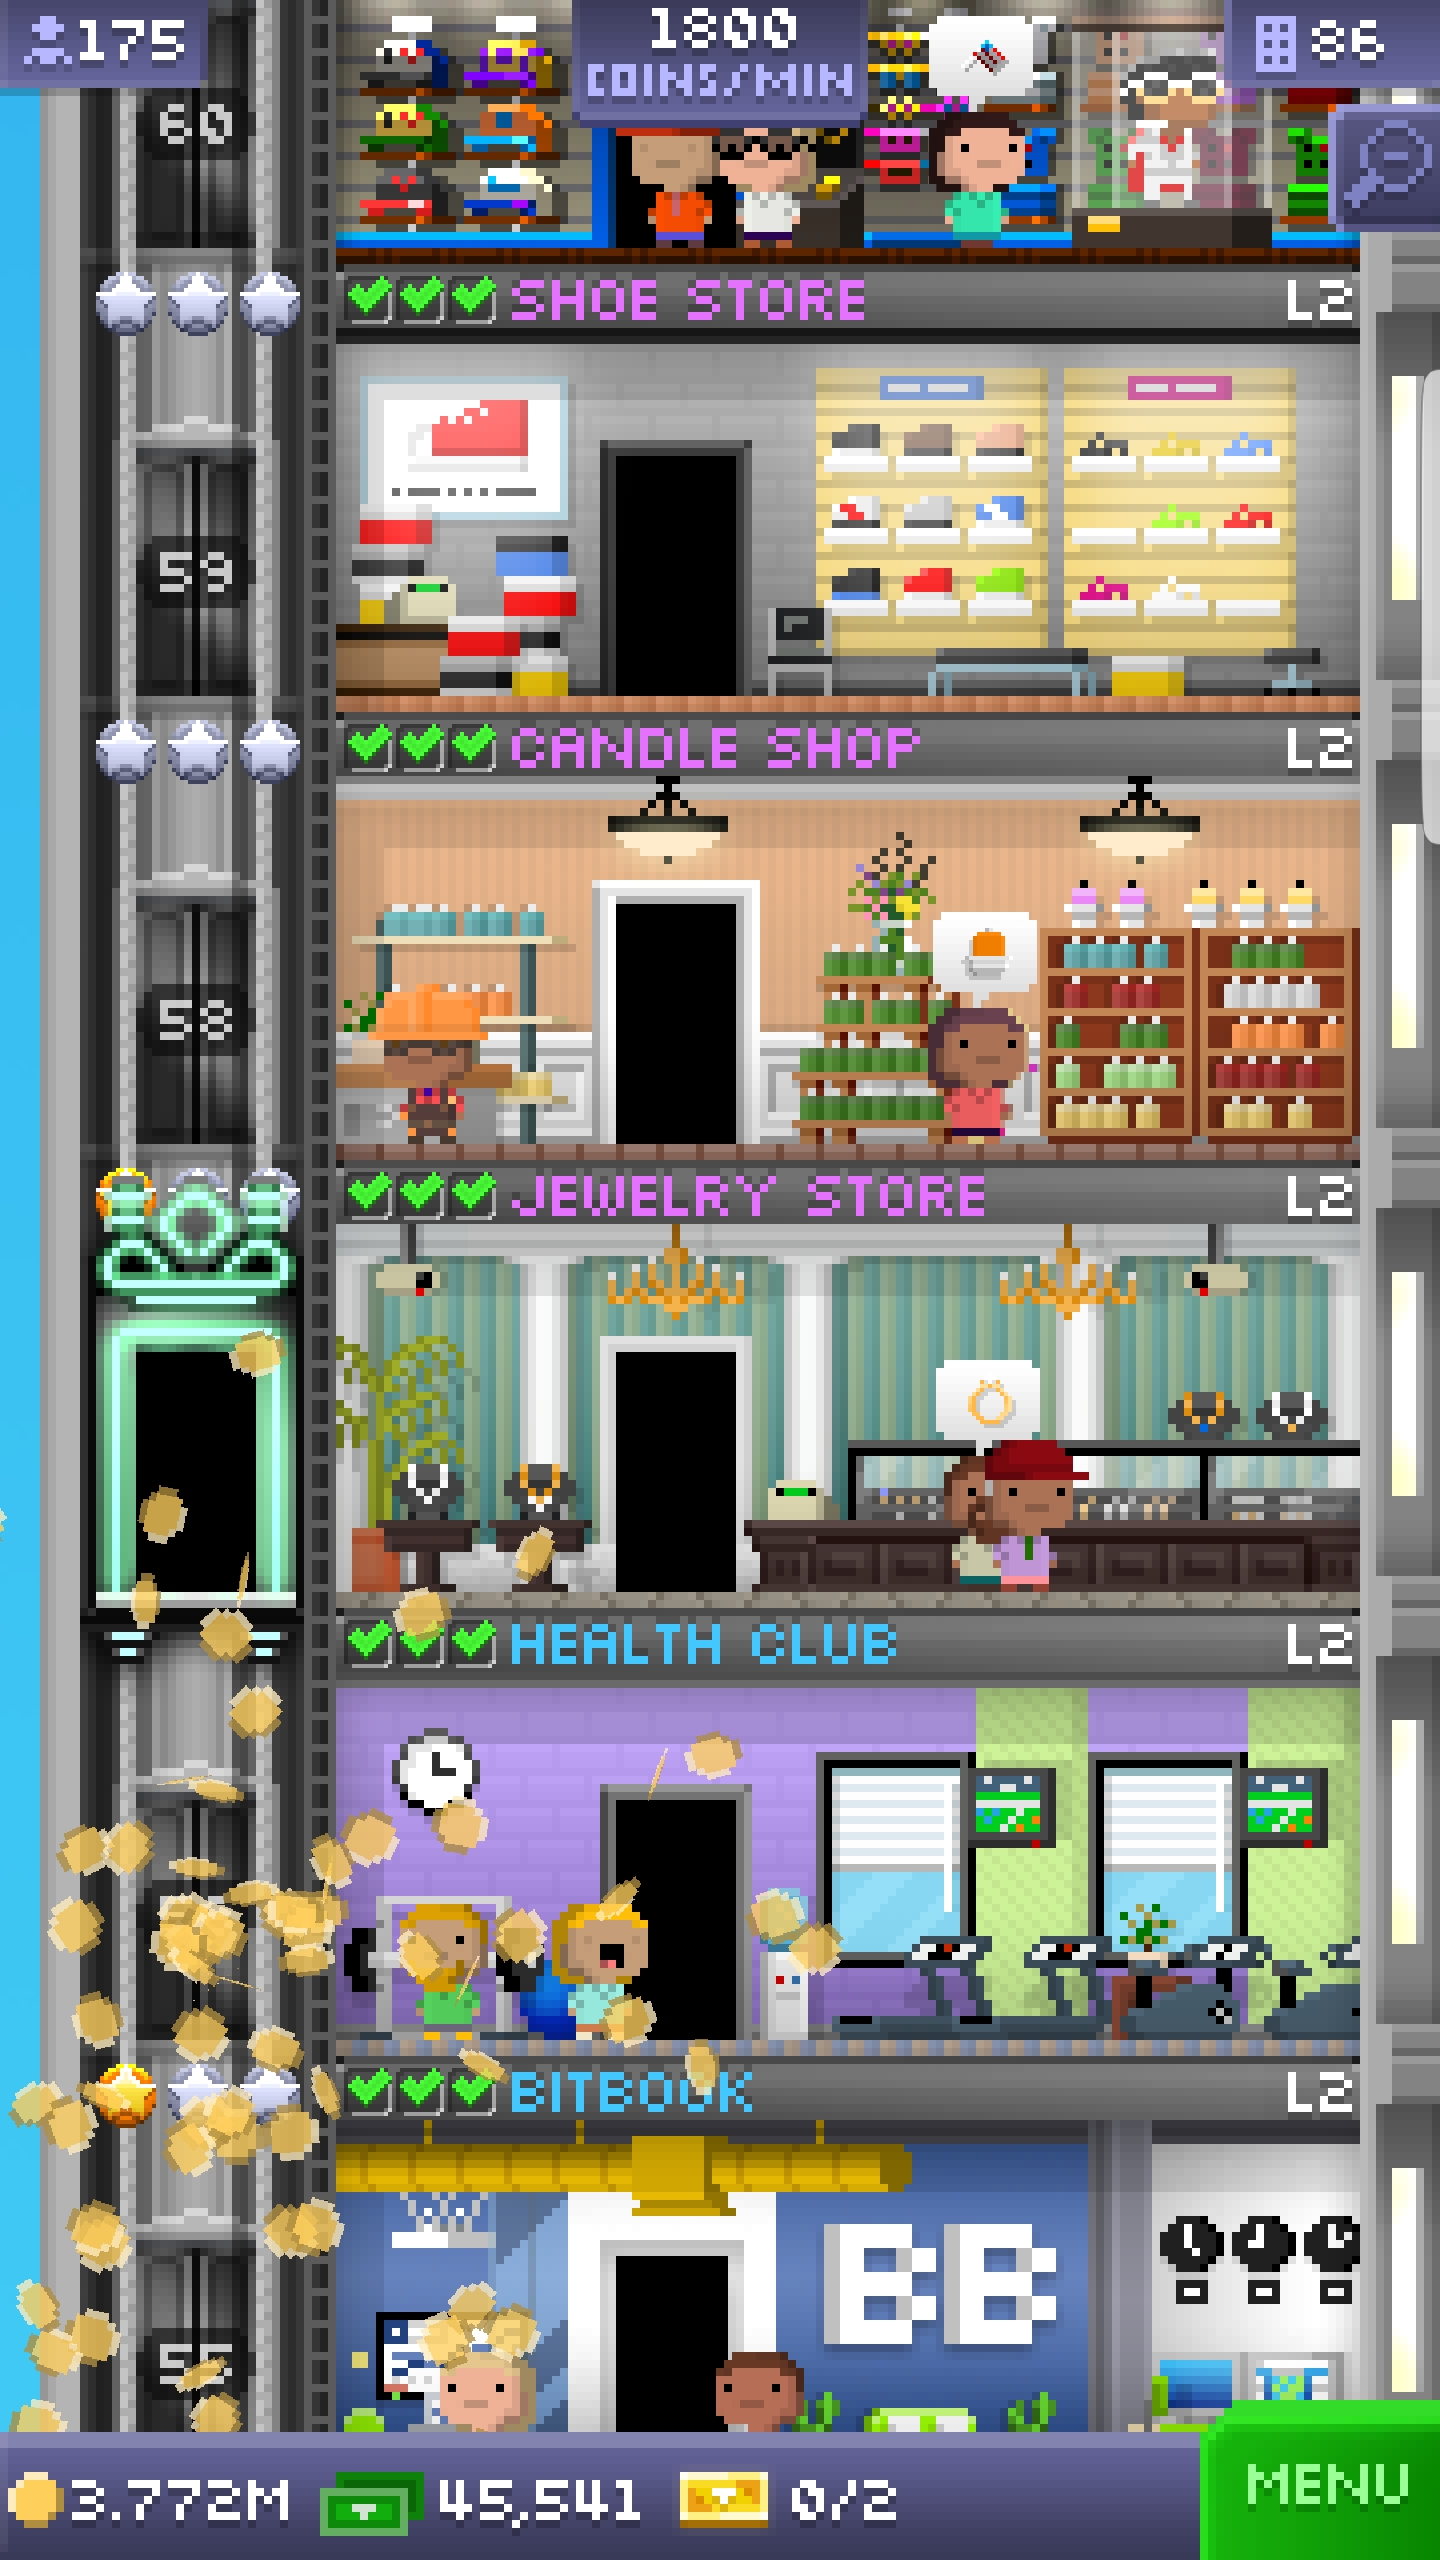 175
1800
COINS/MIN
86
60
SHOE STORE L2
59
CANDLE SHOP L2
58
JEWELRY STORE L2
HEALTH CLUB L2
BITBOOK L2
BB
55
3.772M 45,541 0/2 MENU